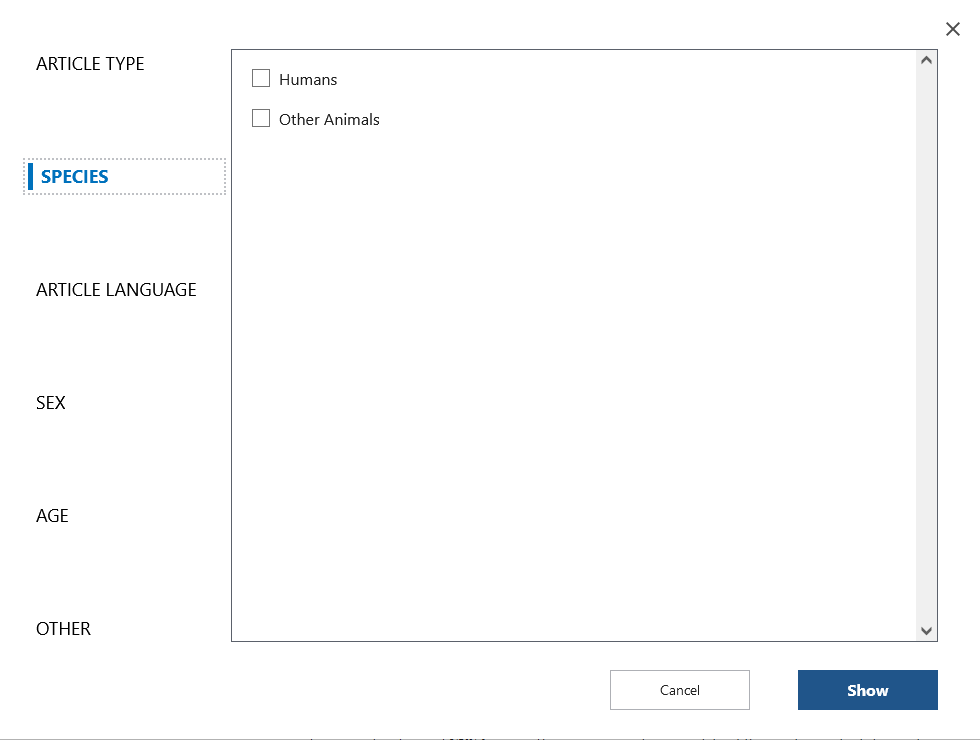 ARTICLE TYPE
SPECIES
ARTICLE LANGUAGE
SEX
AGE
OTHER
Humans
Other Animals
Cancel
Show